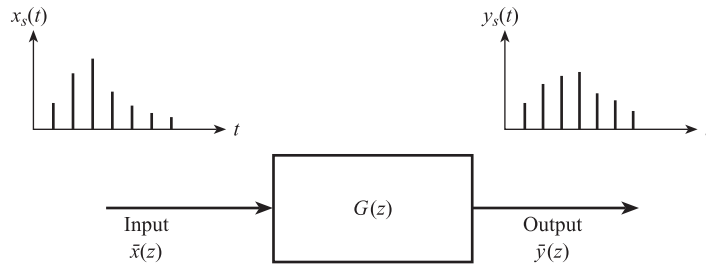 xₛ(t)
t
yₛ(t)
G(z)
Input
x̄(z)
Output
ȳ(z)